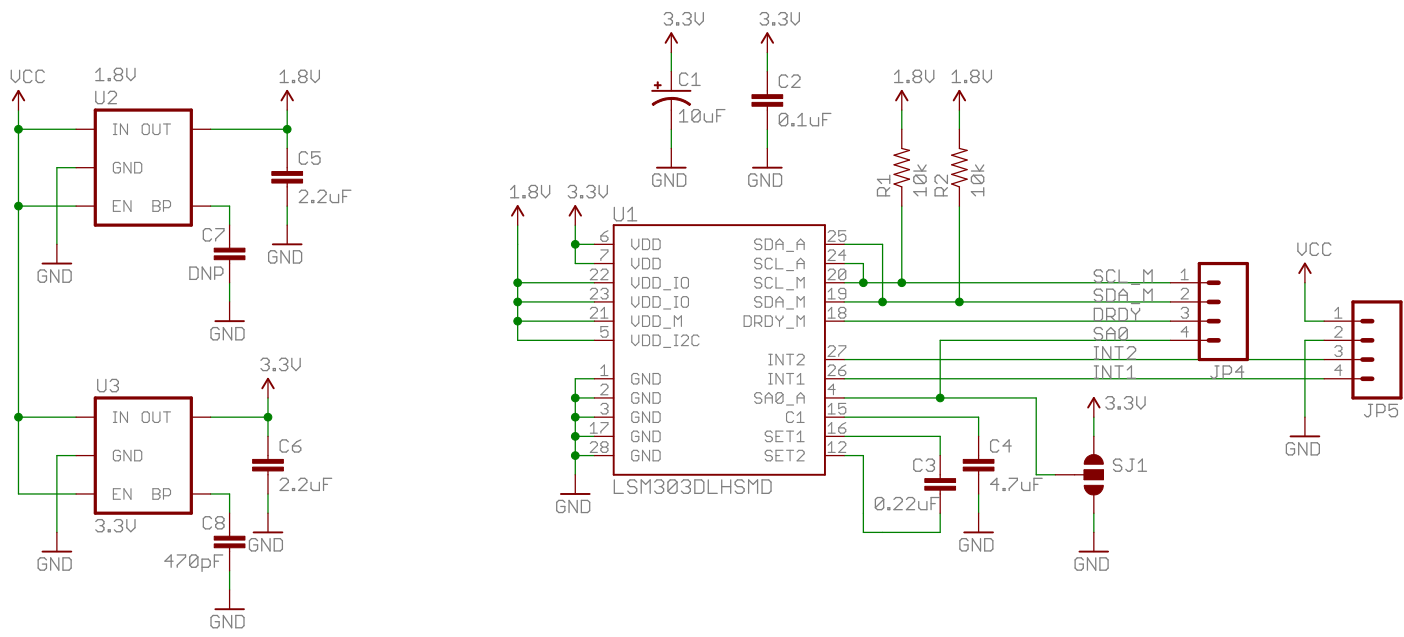 VCC
1.8V
U2
IN OUT
GND
EN BP
1.8V
C5
2.2uF
GND
C7
DNP
GND
GND
U3
IN OUT
GND
EN BP
3.3V
3.3V
C6
2.2uF
GND
C8
470pF
GND
GND
3.3V
C1
10uF
GND
3.3V
C2
0.1uF
GND
1.8V
1.8V
R1
10k
R2
10k
1.8V
3.3V
U1
6 VDD
7 VDD
22 VDD_IO
23 VDD_IO
21 VDD_M
5 VDD_I2C
1 GND
2 GND
3 GND
17 GND
28 GND
GND
SDA_A 25
SCL_A 24
SCL_M 20
SDA_M 19
DRDY_M 18
INT2 27
INT1 26
SA0_A 4
C1 15
SET1 16
SET2 12
LSM303DLHSMD
C3
0.22uF
C4
4.7uF
GND
3.3V
SJ1
GND
SCL_M 1
SDA_M 2
DRDY 3
SA0 4
INT2
INT1
JP4
VCC
1
2
3
4
JP5
GND